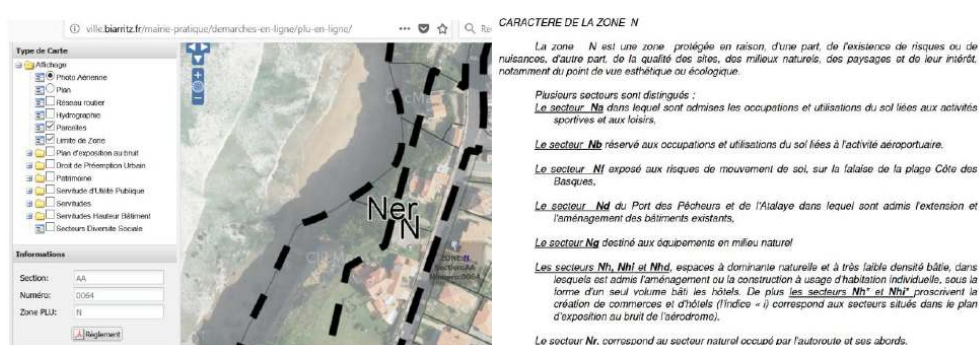 ville.biarritz.fr/mairie-pratique/demarches-en-ligne/plu-en-ligne/
Type de Carte
Affichage
Photo Aérienne
Plan
Réseau routier
Hydrographie
Parcelles
Limite de Zone
Plan d'exposition au bruit
Droit de Préemption Urbain
Patrimoine
Servitude d'Utilité Publique
Servitudes
Servitudes Hauteur Bâtiment
Secteurs Diversite Sociale
Informations
Section: AA
Numéro: 0064
Zone PLU: N
Règlement
Ner
N
ZONE:N
Section:AA
Numero:0064
CARACTERE DE LA ZONE N
La zone N est une zone protégée en raison, d'une part, de l'existence de risques ou de
nuisances, d'autre part, de la qualité des sites, des milieux naturels, des paysages et de leur intérêt,
notamment du point de vue esthétique ou écologique.
Plusieurs secteurs sont distingués :
Le secteur Na dans lequel sont admises les occupations et utilisations du sol liées aux activités
sportives et aux loisirs,
Le secteur Nb réservé aux occupations et utilisations du sol liées à l'activité aéroportuaire.
Le secteur Nf exposé aux risques de mouvement de sol, sur la falaise de la plage Côte des
Basques,
Le secteur Nd du Port des Pêcheurs et de l'Atalaye dans lequel sont admis l'extension et
l'aménagement des bâtiments existants,
Le secteur Ng destiné aux équipements en milieu naturel
Les secteurs Nh, Nhi et Nhd, espaces à dominante naturelle et à très faible densité bâtie, dans
lesquels est admis l'aménagement ou la construction à usage d'habitation individuelle, sous la
forme d'un seul volume bâti les hôtels. De plus les secteurs Nh* et Nhi* proscrivent la
création de commerces et d'hôtels (l'indice « i) correspond aux secteurs situés dans le plan
d'exposition au bruit de l'aérodrome),
Le secteur Nr, correspond au secteur naturel occupé par l'autoroute et ses abords.